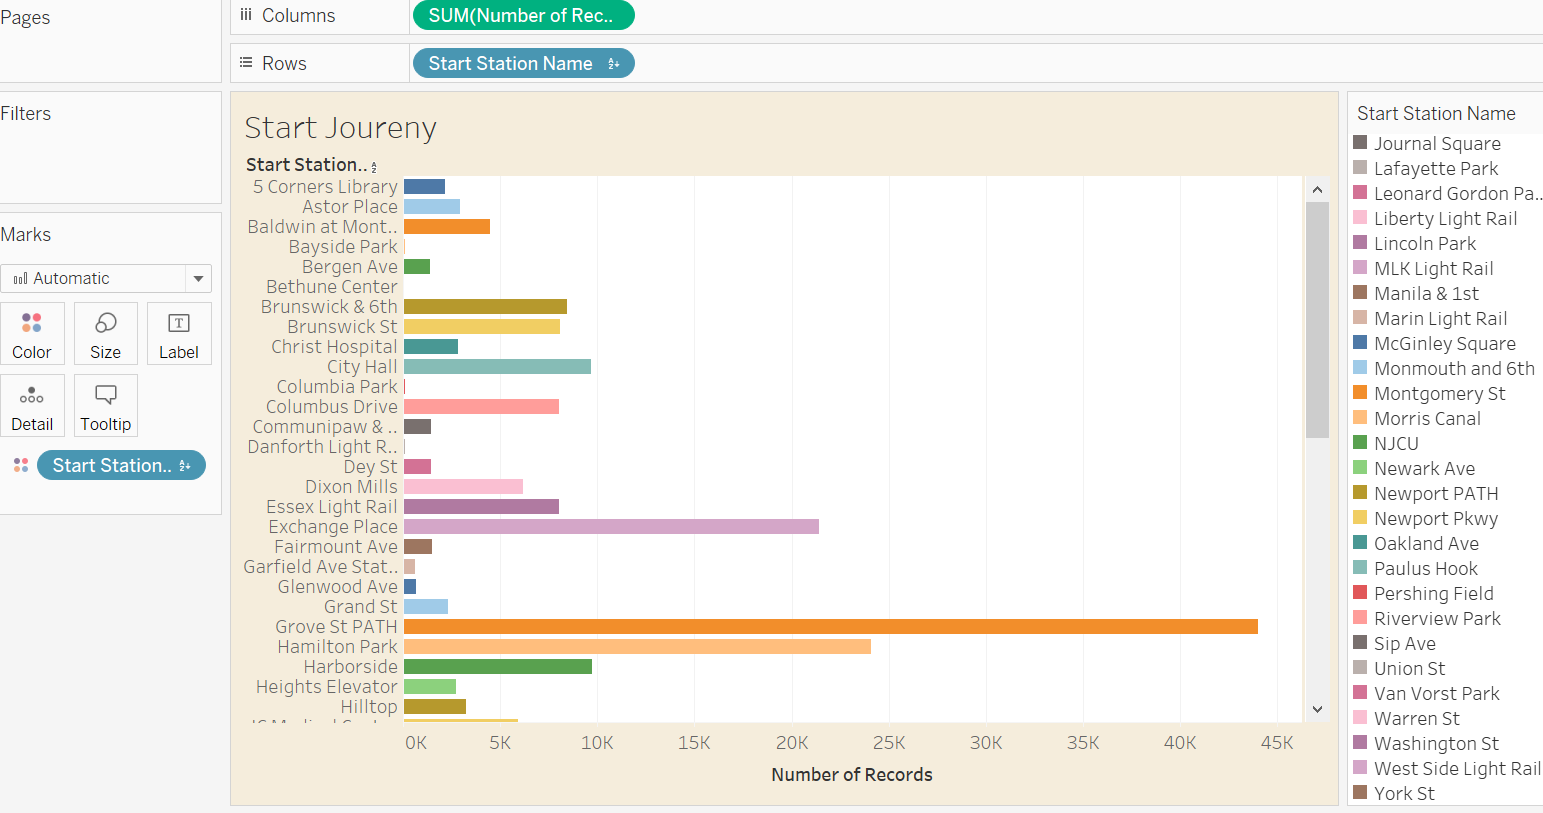 Pages
Columns
SUM(Number of Rec..
Rows
Start Station Name
Filters
Marks
Automatic
Color
Size
Label
Detail
Tooltip
Start Station..
Start Joureny
Start Station..
5 Corners Library
Astor Place
Baldwin at Mont..
Bayside Park
Bergen Ave
Bethune Center
Brunswick & 6th
Brunswick St
Christ Hospital
City Hall
Columbia Park
Columbus Drive
Communipaw & ..
Danforth Light R..
Dey St
Dixon Mills
Essex Light Rail
Exchange Place
Fairmount Ave
Garfield Ave Stat..
Glenwood Ave
Grand St
Grove St PATH
Hamilton Park
Harborside
Heights Elevator
Hilltop
0K 5K 10K 15K 20K 25K 30K 35K 40K 45K
Number of Records
Start Station Name
Journal Square
Lafayette Park
Leonard Gordon Pa..
Liberty Light Rail
Lincoln Park
MLK Light Rail
Manila & 1st
Marin Light Rail
McGinley Square
Monmouth and 6th
Montgomery St
Morris Canal
NJCU
Newark Ave
Newport PATH
Newport Pkwy
Oakland Ave
Paulus Hook
Pershing Field
Riverview Park
Sip Ave
Union St
Van Vorst Park
Warren St
Washington St
West Side Light Rail
York St